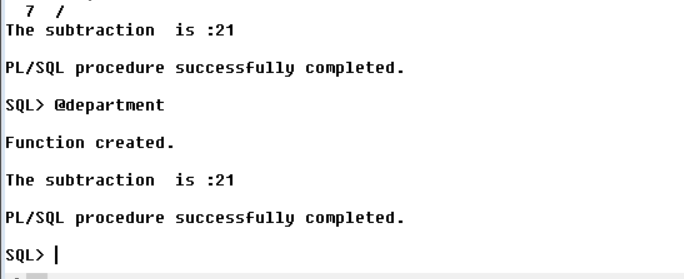 7 /
The subtraction  is :21
PL/SQL procedure successfully completed.
SQL> @department
Function created.
The subtraction  is :21
PL/SQL procedure successfully completed.
SQL>